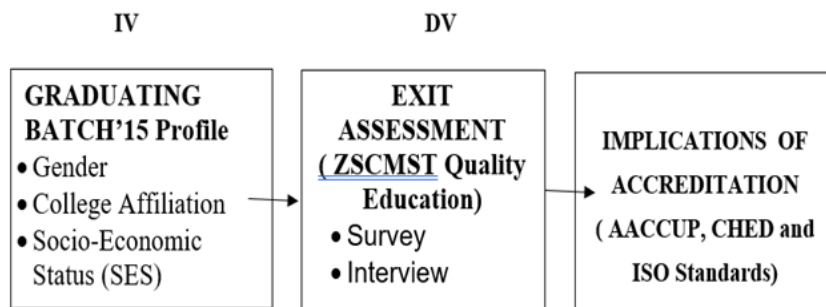 IV
DV
GRADUATING
BATCH'15 Profile
• Gender
• College Affiliation
• Socio-Economic
Status (SES)
EXIT
ASSESSMENT
( ZSCMST Quality
Education)
• Survey
• Interview
IMPLICATIONS OF
ACCREDITATION
( AACCUP, CHED and
ISO Standards)